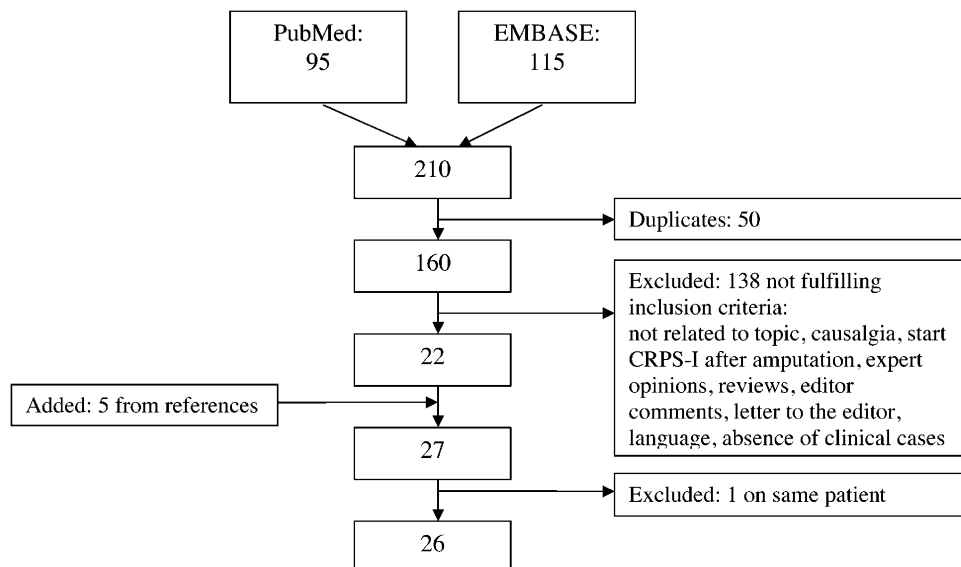 PubMed:
95
EMBASE:
115
210
Duplicates: 50
160
Excluded: 138 not fulfilling
inclusion criteria:
not related to topic, causalgia, start
CRPS-I after amputation, expert
opinions, reviews, editor
comments, letter to the editor,
language, absence of clinical cases
22
Added: 5 from references
27
Excluded: 1 on same patient
26